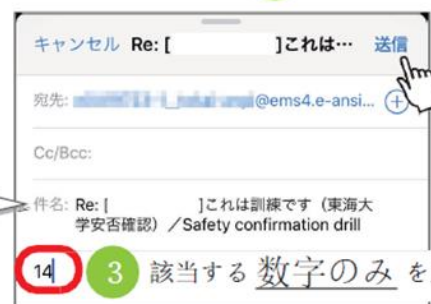 キャンセル Re: [ ]これは… 送信
宛先: @ems4.e-ansi...
Cc/Bcc:
件名: Re: [ ]これは訓練です（東海大
学安否確認）／Safety confirmation drill
14 3 該当する 数字のみ を